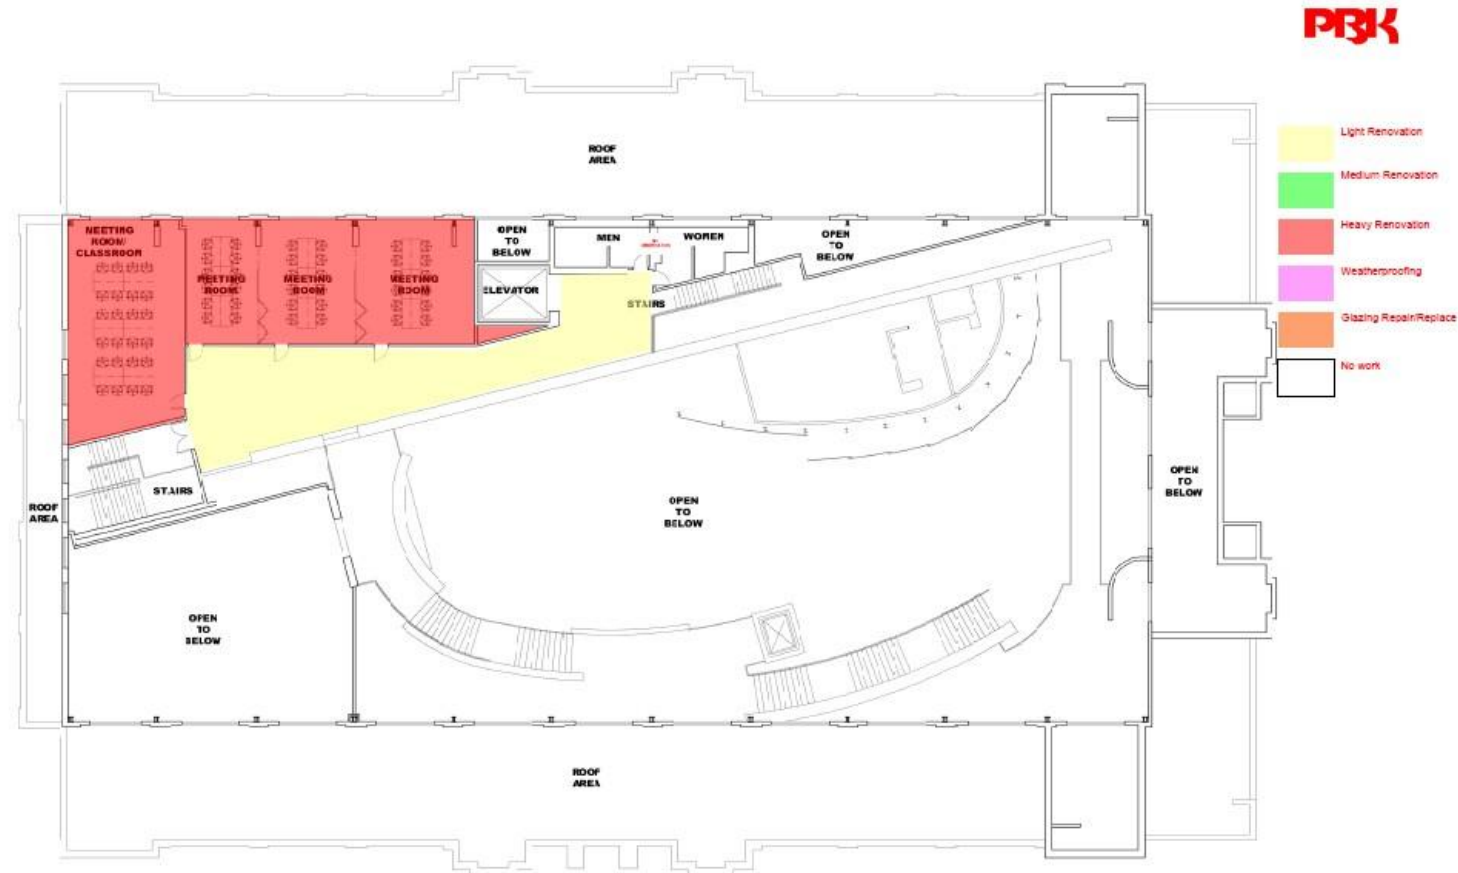 PBK
Light Renovation
Medium Renovation
Heavy Renovation
Weatherproofing
Glazing Repair/Replace
No work
ROOF
AREA
MEETING
ROOM/
CLASSROOM
MEETING
ROOM
MEETING
ROOM
MEETING
ROOM
OPEN
TO
BELOW
ELEVATOR
MEN
WOMEN
OPEN
TO
BELOW
STAIRS
STAIRS
ROOF
AREA
OPEN
TO
BELOW
OPEN
TO
BELOW
OPEN
TO
BELOW
ROOF
AREA